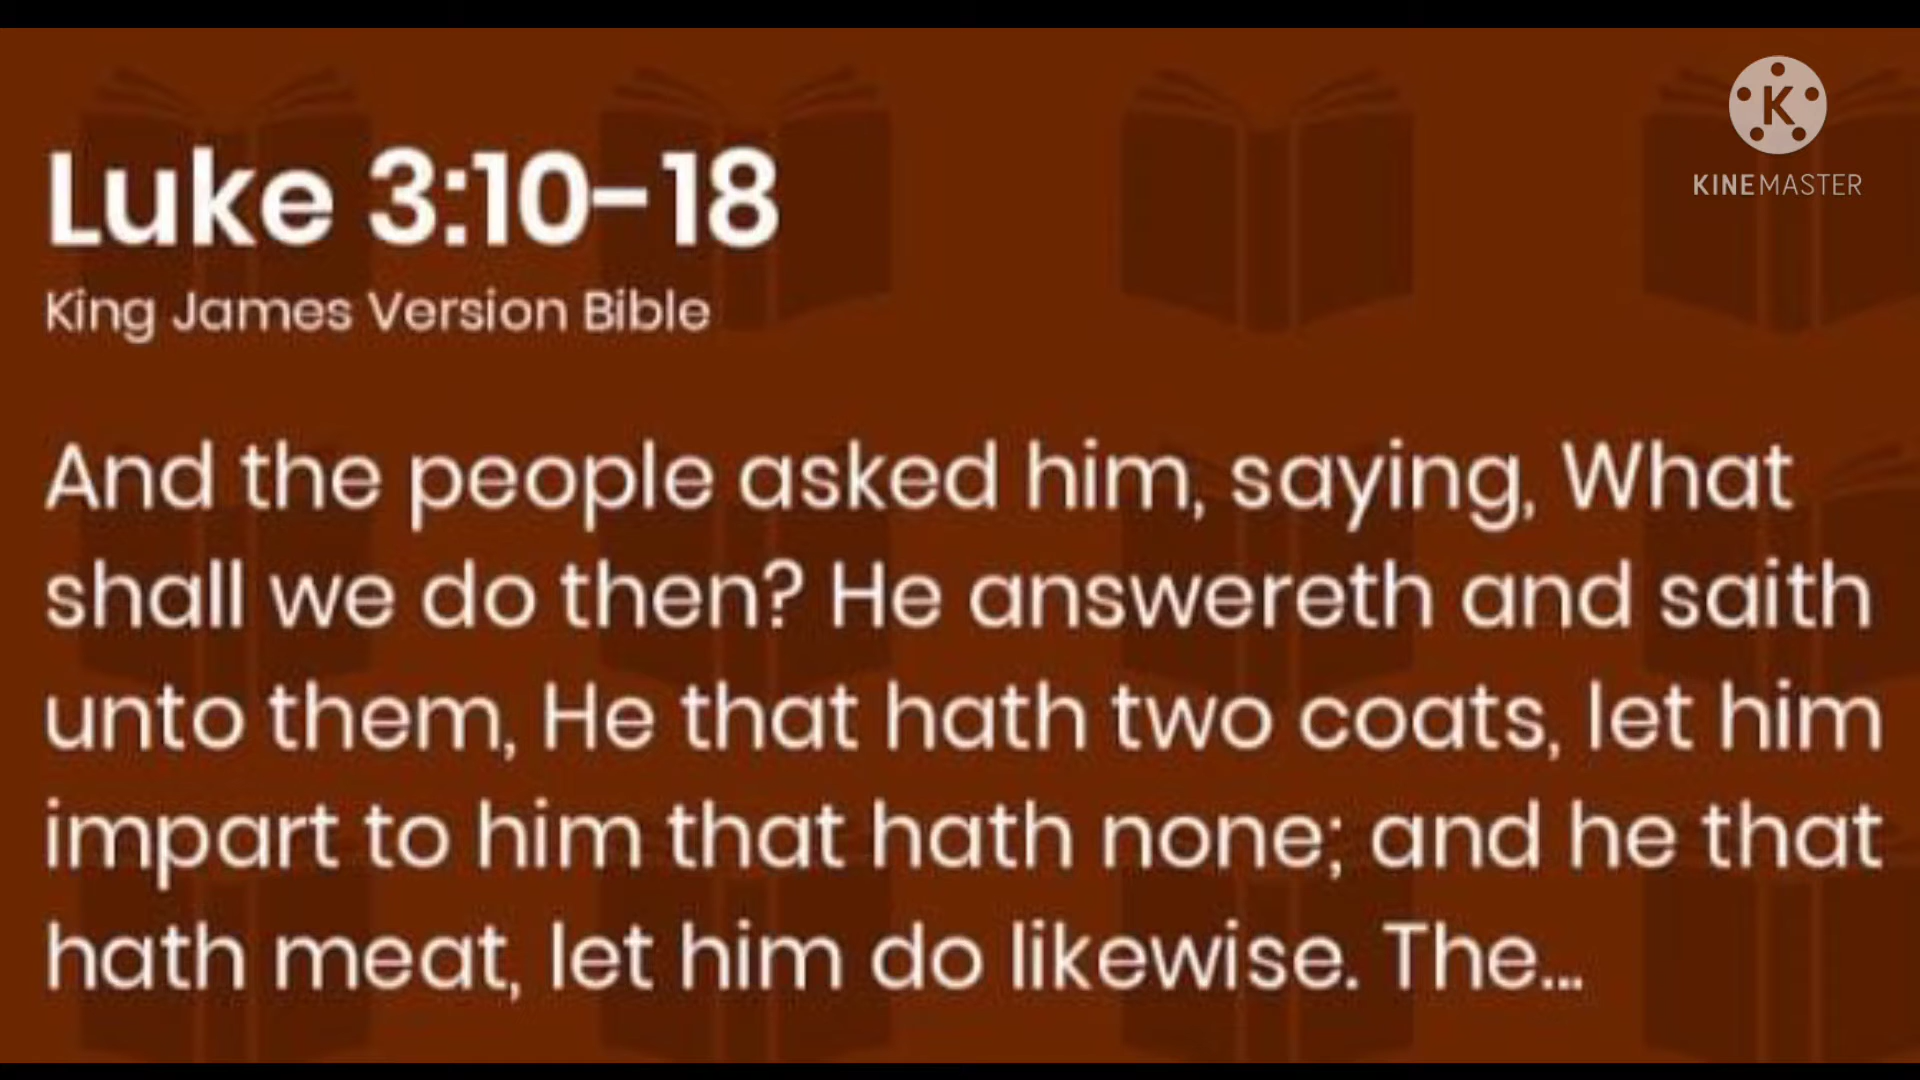 K
KINEMASTER
Luke 3:10-18
King James Version Bible
And the people asked him, saying, What
shall we do then? He answereth and saith
unto them, He that hath two coats, let him
impart to him that hath none; and he that
hath meat, let him do likewise. The...